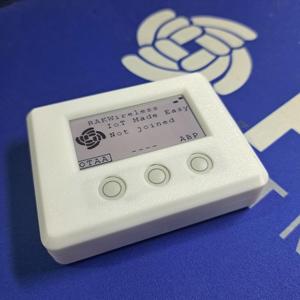 RAKWireless
IoT Made Easy
Not joined
OTAA
ABP